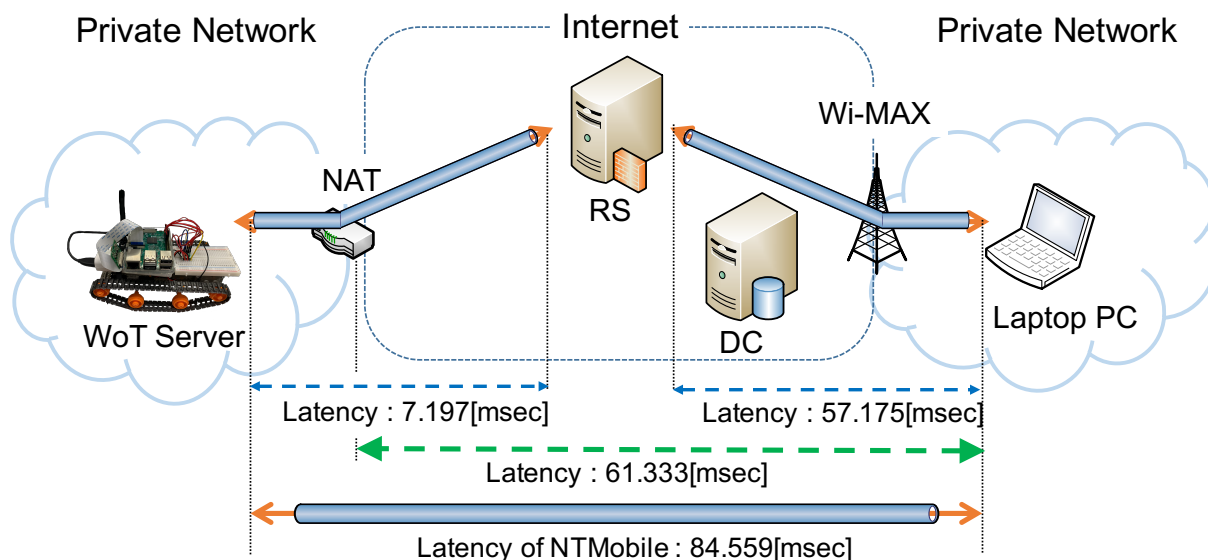 Private Network
Internet
Private Network
Wi-MAX
NAT
RS
WoT Server
DC
Laptop PC
Latency : 7.197[msec]
Latency : 57.175[msec]
Latency : 61.333[msec]
Latency of NTMobile : 84.559[msec]